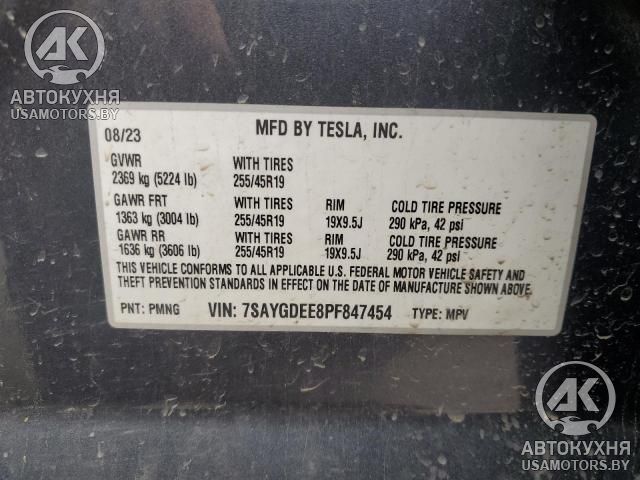 AK
АВТОКУХНЯ
USAMOTORS.BY
08/23 MFD BY TESLA, INC.
GVWR WITH TIRES
2369 kg (5224 lb) 255/45R19
GAWR FRT WITH TIRES RIM COLD TIRE PRESSURE
1363 kg (3004 lb) 255/45R19 19X9.5J 290 kPa, 42 psi
GAWR RR WITH TIRES RIM COLD TIRE PRESSURE
1636 kg (3606 lb) 255/45R19 19X9.5J 290 kPa, 42 psi
THIS VEHICLE CONFORMS TO ALL APPLICABLE U.S. FEDERAL MOTOR VEHICLE SAFETY AND
THEFT PREVENTION STANDARDS IN EFFECT ON THE DATE OF MANUFACTURE SHOWN ABOVE.
PNT: PMNG VIN: 7SAYGDEE8PF847454 TYPE: MPV
AK
АВТОКУХНЯ
USAMOTORS.BY